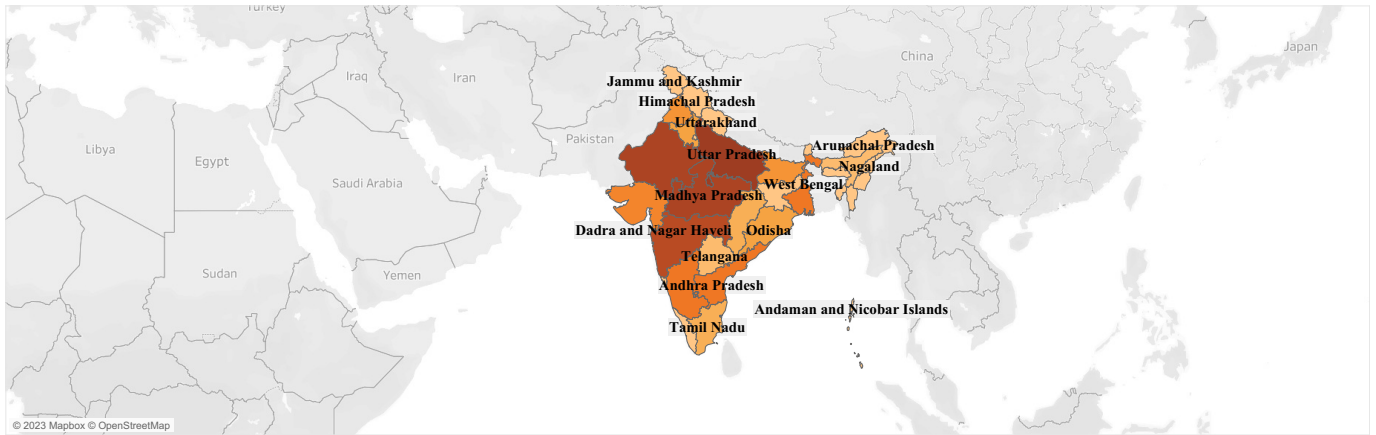 Turkey
China
Japan
Jammu and Kashmir
Iraq
Iran
Himachal Pradesh
Uttarakhand
Pakistan
Arunachal Pradesh
Libya
Uttar Pradesh
Egypt
Nagaland
Saudi Arabia
West Bengal
Madhya Pradesh
Dadra and Nagar Haveli
Odisha
Telangana
Sudan
Yemen
Andhra Pradesh
Andaman and Nicobar Islands
Tamil Nadu
© 2023 Mapbox © OpenStreetMap